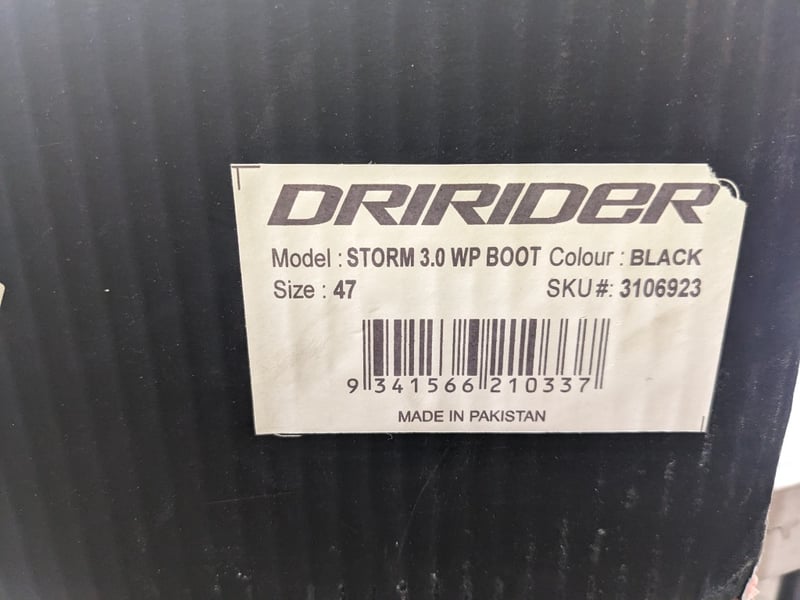 DRIRIDER
Model : STORM 3.0 WP BOOT Colour : BLACK
Size : 47 SKU #: 3106923
9 341566 210337
MADE IN PAKISTAN